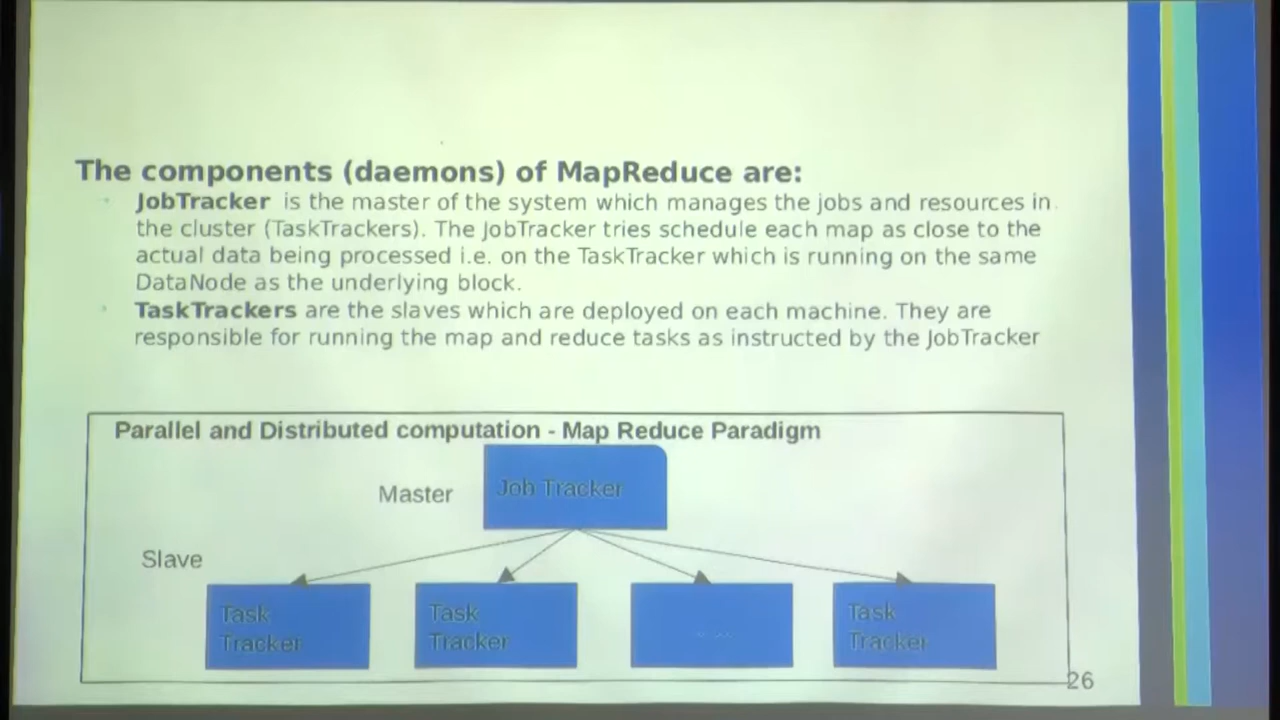 The components (daemons) of MapReduce are:
JobTracker is the master of the system which manages the jobs and resources in
the cluster (TaskTrackers). The JobTracker tries schedule each map as close to the
actual data being processed i.e. on the TaskTracker which is running on the same
DataNode as the underlying block.
TaskTrackers are the slaves which are deployed on each machine. They are
responsible for running the map and reduce tasks as instructed by the JobTracker
Parallel and Distributed computation - Map Reduce Paradigm
Master
Job Tracker
Slave
Task
Tracker
Task
Tracker
Task
Tracker
26